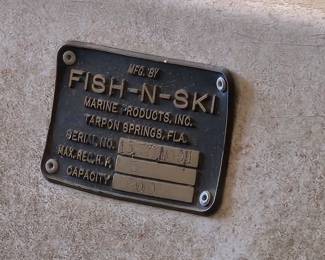 MFG. BY
FISH-N-SKI
MARINE PRODUCTS, INC.
TARPON SPRINGS, FLA.
SERIAL NO.
MAX. REC. H.P.
CAPACITY